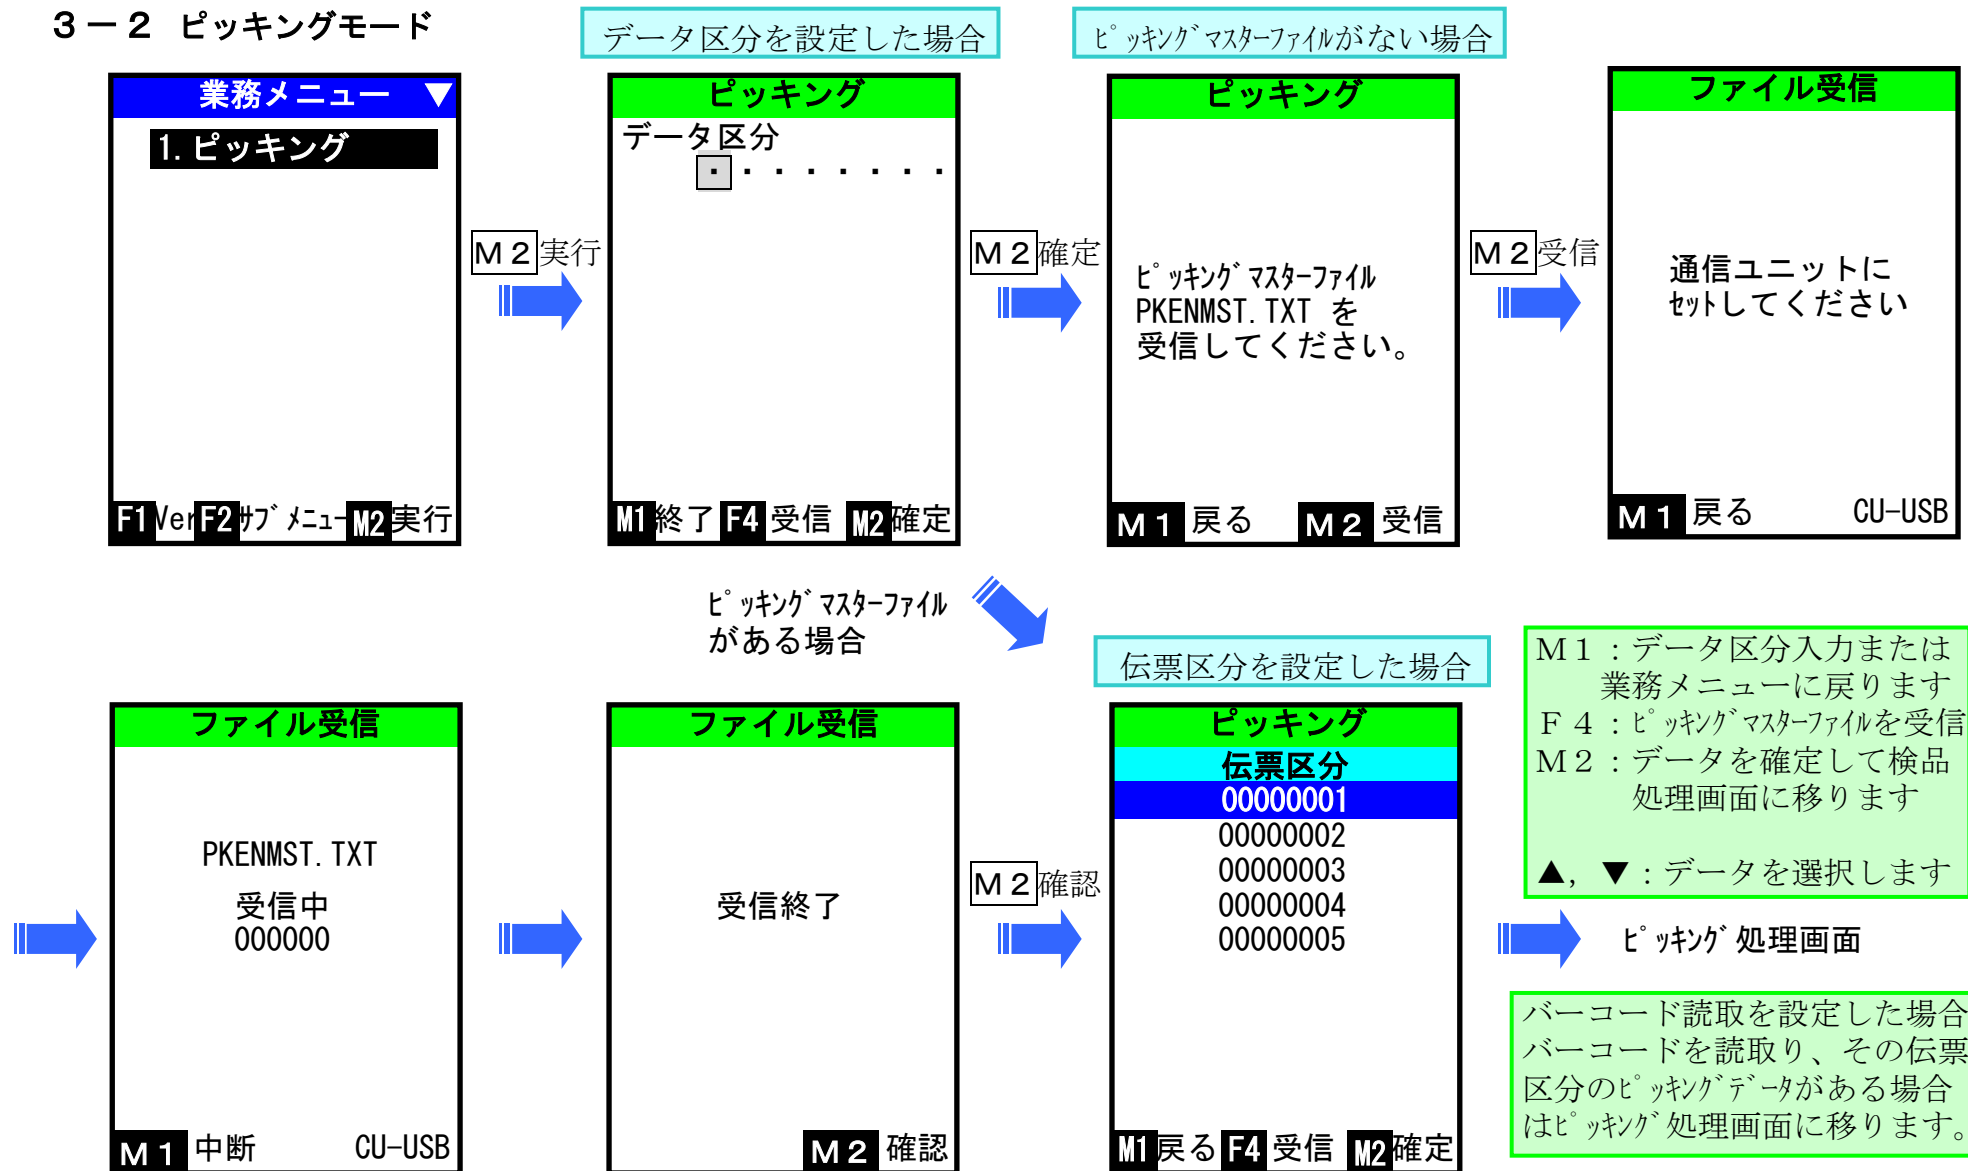 ３－２ ピッキングモード
データ区分を設定した場合
ﾋﾟｯｷﾝｸﾞﾏｽﾀｰﾌｧｲﾙがない場合
業務メニュー ▼
1.ピッキング
F1 Ver F2 ｻﾌﾞﾒﾆｭｰ M2 実行
Ｍ２ 実行
ピッキング
データ区分
・・・・・・・・
M1 終了 F4 受信 M2 確定
Ｍ２ 確定
ピッキング
ﾋﾟｯｷﾝｸﾞﾏｽﾀｰﾌｧｲﾙ
PKENMST.TXT を
受信してください。
Ｍ１ 戻る Ｍ２ 受信
Ｍ２ 受信
ファイル受信
通信ユニットに
ｾｯﾄしてください
Ｍ１ 戻る CU-USB
ﾋﾟｯｷﾝｸﾞﾏｽﾀｰﾌｧｲﾙ
がある場合
伝票区分を設定した場合
Ｍ１：データ区分入力または
業務メニューに戻ります
Ｆ４：ﾋﾟｯｷﾝｸﾞﾏｽﾀｰﾌｧｲﾙを受信
Ｍ２：データを確定して検品
処理画面に移ります
▲，▼：データを選択します
ファイル受信
PKENMST.TXT
受信中
000000
Ｍ１ 中断 CU-USB
ファイル受信
受信終了
Ｍ２ 確認
Ｍ２ 確認
ピッキング
伝票区分
00000001
00000002
00000003
00000004
00000005
M1 戻る F4 受信 M2 確定
ﾋﾟｯｷﾝｸﾞ処理画面
バーコード読取を設定した場合
バーコードを読取り、その伝票
区分のﾋﾟｯｷﾝｸﾞﾃﾞｰﾀがある場合
はﾋﾟｯｷﾝｸﾞ処理画面に移ります。